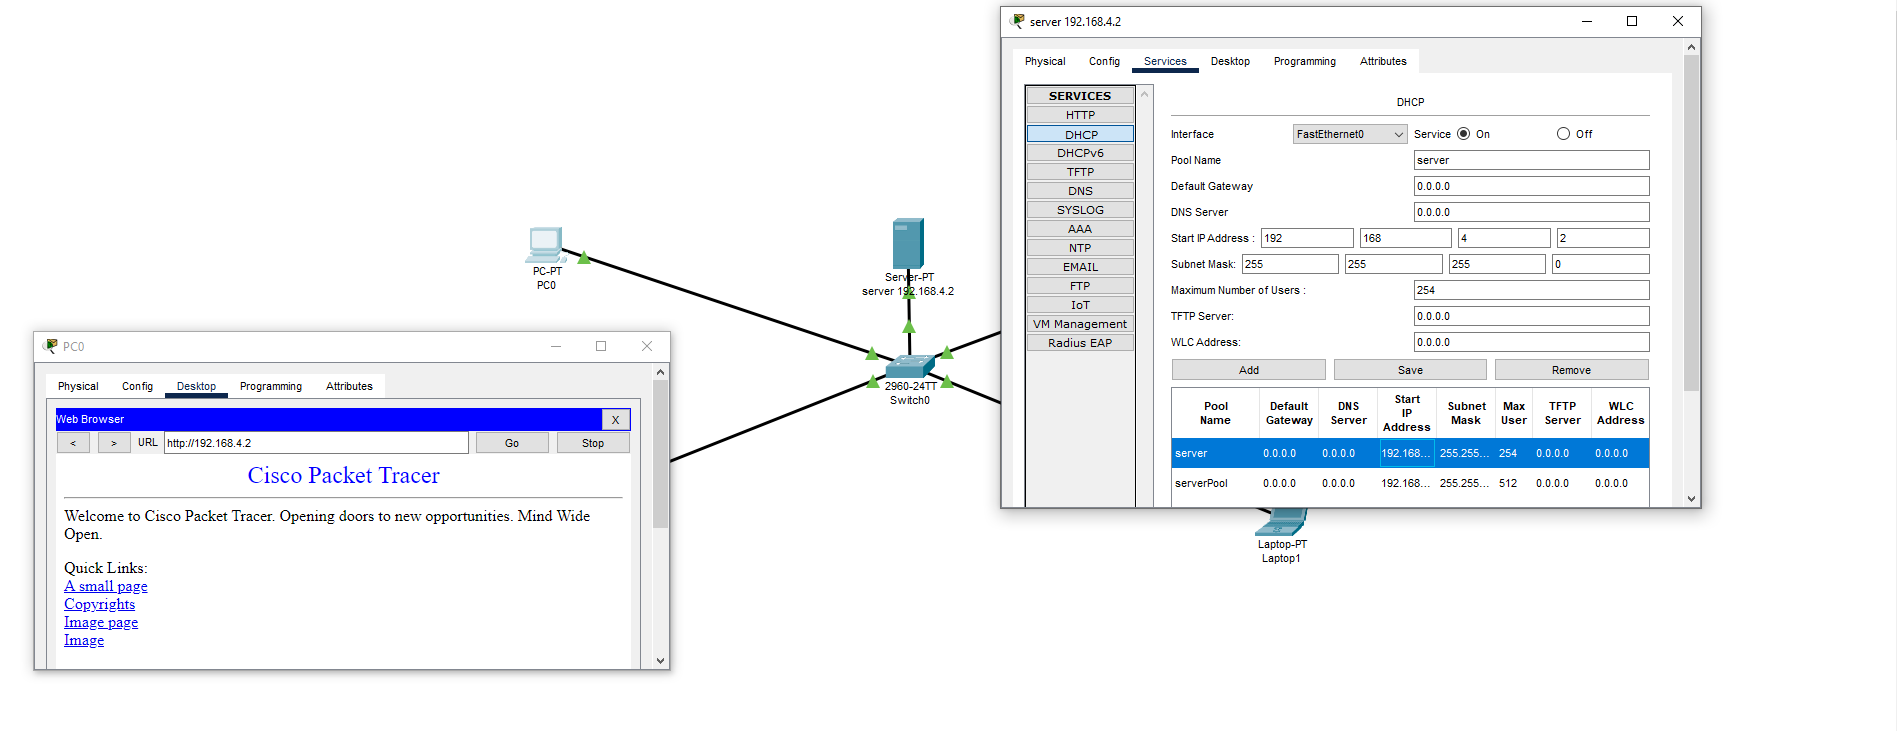 PC-PT
PC0
Server-PT
server 192.168.4.2
2960-24TT
Switch0
Laptop-PT
Laptop1
PC0
Physical Config Desktop Programming Attributes
Web Browser X
< > URL http://192.168.4.2 Go Stop
Cisco Packet Tracer
Welcome to Cisco Packet Tracer. Opening doors to new opportunities. Mind Wide
Open.
Quick Links:
A small page
Copyrights
Image page
Image
server 192.168.4.2
Physical Config Services Desktop Programming Attributes
SERVICES
HTTP
DHCP
DHCPv6
TFTP
DNS
SYSLOG
AAA
NTP
EMAIL
FTP
IoT
VM Management
Radius EAP
DHCP
Interface FastEthernet0 Service On Off
Pool Name server
Default Gateway 0.0.0.0
DNS Server 0.0.0.0
Start IP Address : 192 168 4 2
Subnet Mask: 255 255 255 0
Maximum Number of Users : 254
TFTP Server: 0.0.0.0
WLC Address: 0.0.0.0
Add Save Remove
Pool Name Default Gateway DNS Server Start IP Address Subnet Mask Max User TFTP Server WLC Address
server 0.0.0.0 0.0.0.0 192.168... 255.255... 254 0.0.0.0 0.0.0.0
serverPool 0.0.0.0 0.0.0.0 192.168... 255.255... 512 0.0.0.0 0.0.0.0